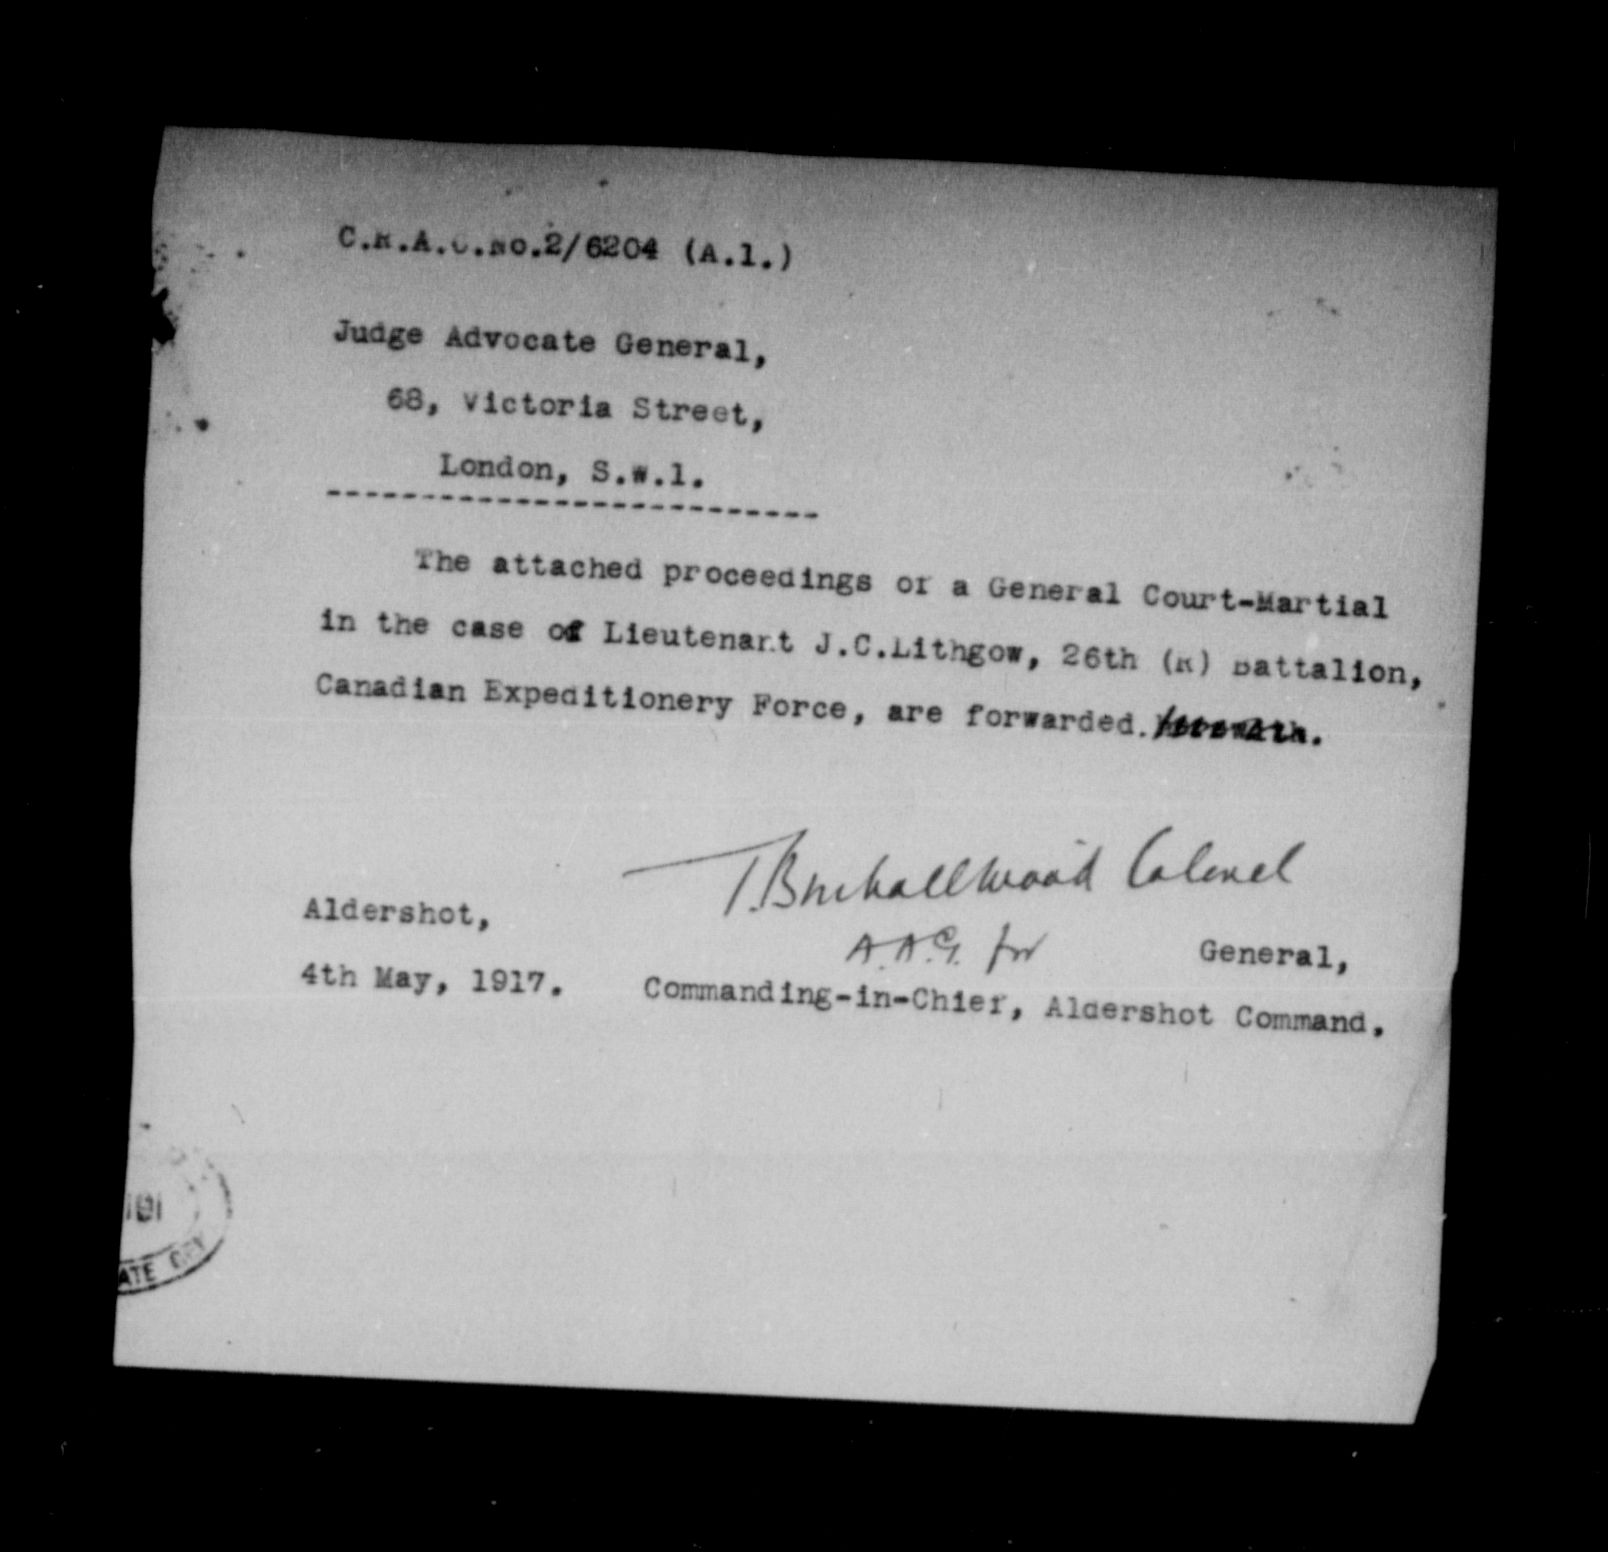 C.R.A.C.No.2/6204 (A.1.)
Judge Advocate General,
68, Victoria Street,
London, S.W.1.
--------------------------
The attached proceedings of a General Court-Martial
in the case of Lieutenant J.C.Lithgow, 26th (R) Battalion,
Canadian Expeditionery Force, are forwarded.
Colonel
A.A.G. for General,
Aldershot,
4th May, 1917. Commanding-in-Chief, Aldershot Command.
191
ATE